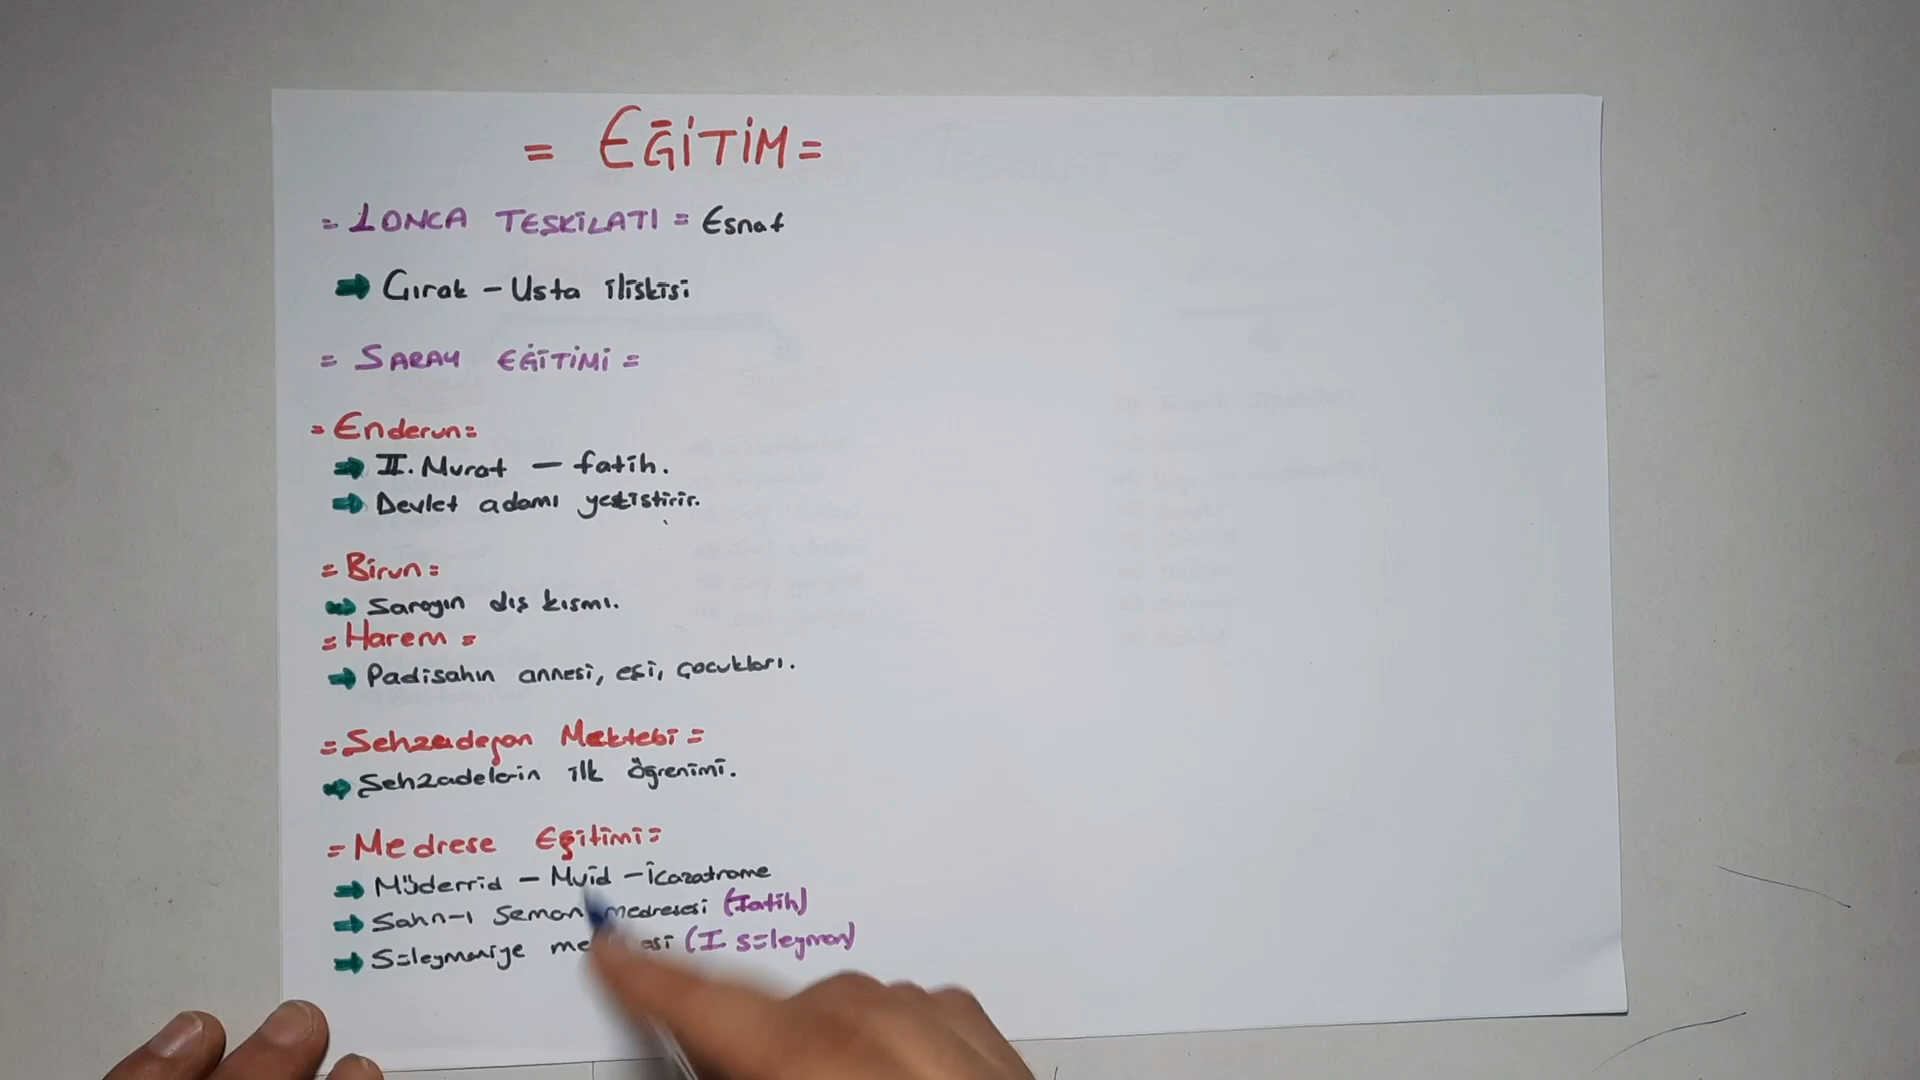 = EĞİTİM =
= LONCA TEŞKİLATI = Esnaf
Çırak - Usta ilişkisi
= SARAY EĞİTİMİ =
= Enderun =
II. Murat - fatih.
Devlet adamı yetiştirir.
= Birun =
Sarayın dış kısmı.
= Harem =
Padişahın annesi, eşi, çocukları.
= Şehzadegan Mektebi =
Şehzadelerin ilk öğrenimi.
= Medrese Eğitimi =
Müderrid - Muid - İcazatname
Sahn-ı Seman medresesi (Fatih)
Süleymaniye (I. Süleyman)